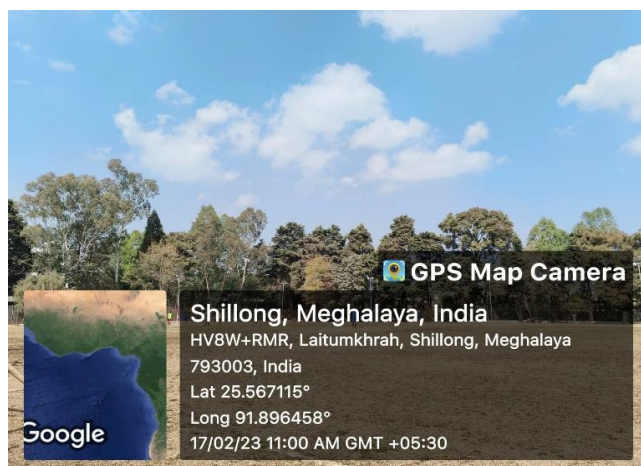 GPS Map Camera
Shillong, Meghalaya, India
HV8W+RMR, Laitumkhrah, Shillong, Meghalaya
793003, India
Lat 25.567115°
Long 91.896458°
17/02/23 11:00 AM GMT +05:30
Google